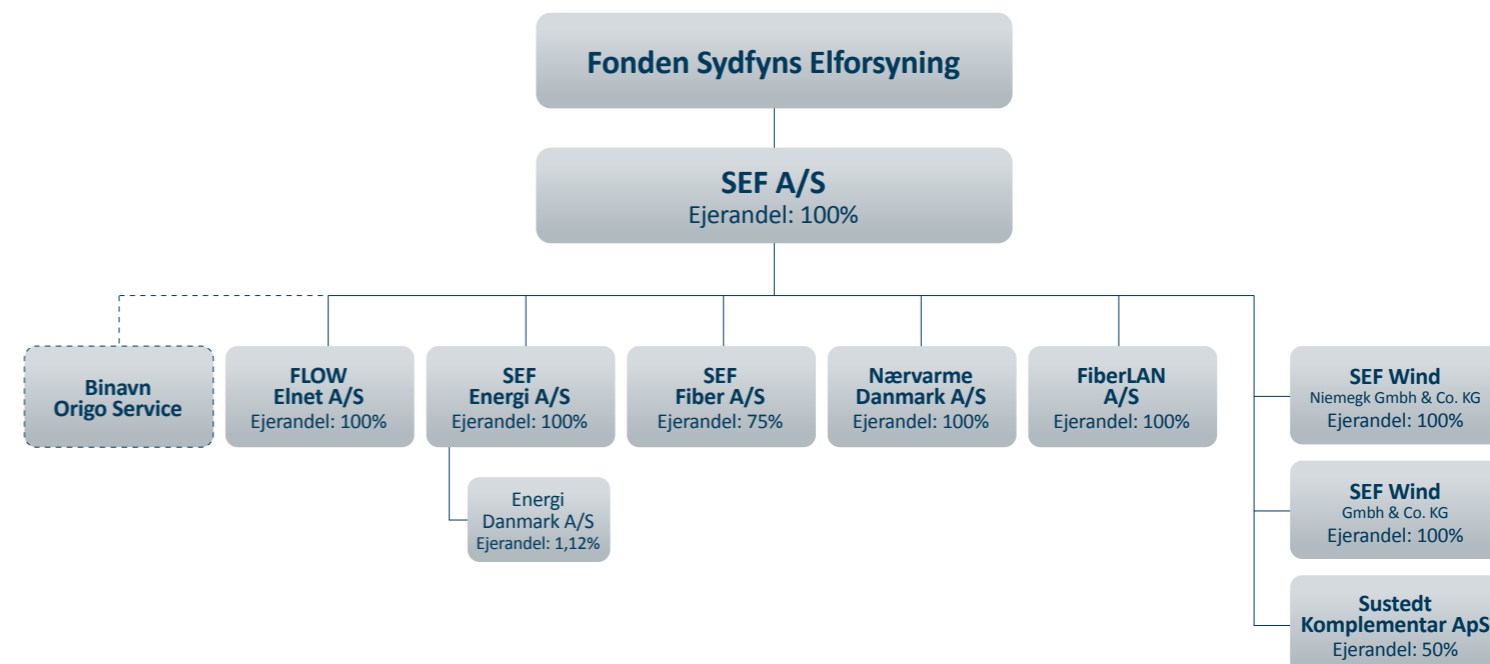 Fonden Sydfyns Elforsyning
SEF A/S
Ejerandel: 100%
Binavn
Origo Service
FLOW
Elnet A/S
Ejerandel: 100%
SEF
Energi A/S
Ejerandel: 100%
SEF
Fiber A/S
Ejerandel: 75%
Nærvarme
Danmark A/S
Ejerandel: 100%
FiberLAN
A/S
Ejerandel: 100%
SEF Wind
Niemegk Gmbh & Co. KG
Ejerandel: 100%
Energi
Danmark A/S
Ejerandel: 1,12%
SEF Wind
Gmbh & Co. KG
Ejerandel: 100%
Sustedt
Komplementar ApS
Ejerandel: 50%